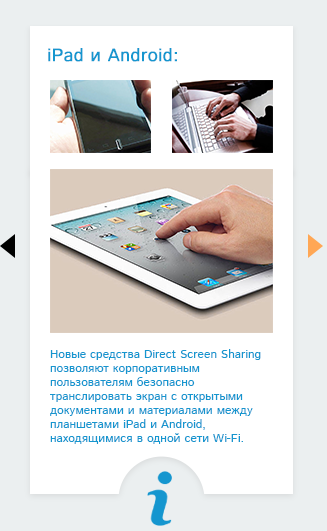 iPad и Android:
Новые средства Direct Screen Sharing
позволяют корпоративным
пользователям безопасно
транслировать экран с открытыми
документами и материалами между
планшетами iPad и Android,
находящимися в одной сети Wi-Fi.
i